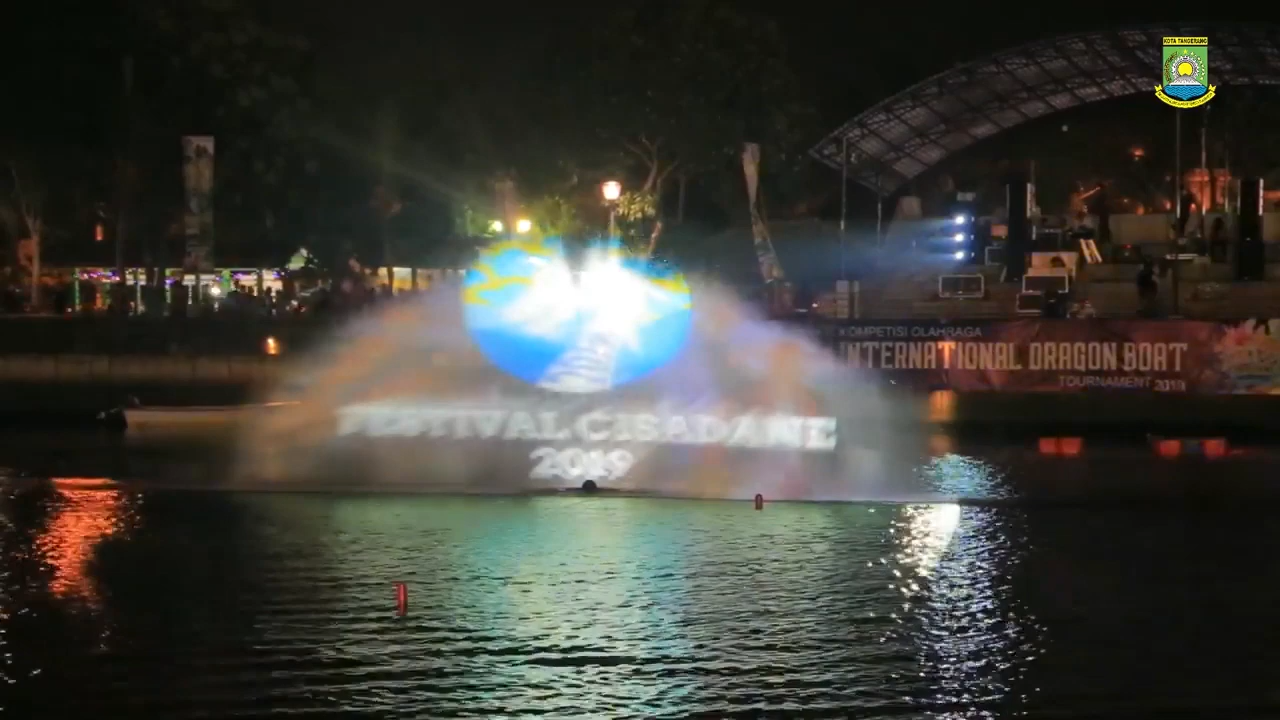 KOTA TANGERANG
KOMPETISI OLAHRAGA
INTERNATIONAL DRAGON BOAT
TOURNAMENT 2019
FESTIVAL CISADANE
2019